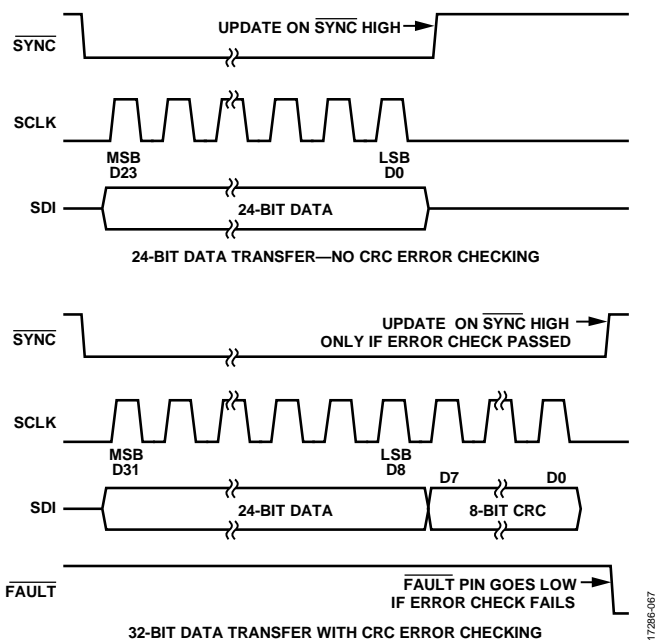 UPDATE ON SYNC HIGH
SYNC
SCLK
MSB
D23
LSB
D0
SDI
24-BIT DATA
24-BIT DATA TRANSFER—NO CRC ERROR CHECKING
UPDATE ON SYNC HIGH
ONLY IF ERROR CHECK PASSED
SYNC
SCLK
MSB
D31
LSB
D8
D7
D0
SDI
24-BIT DATA
8-BIT CRC
FAULT
FAULT PIN GOES LOW
IF ERROR CHECK FAILS
32-BIT DATA TRANSFER WITH CRC ERROR CHECKING
17286-067